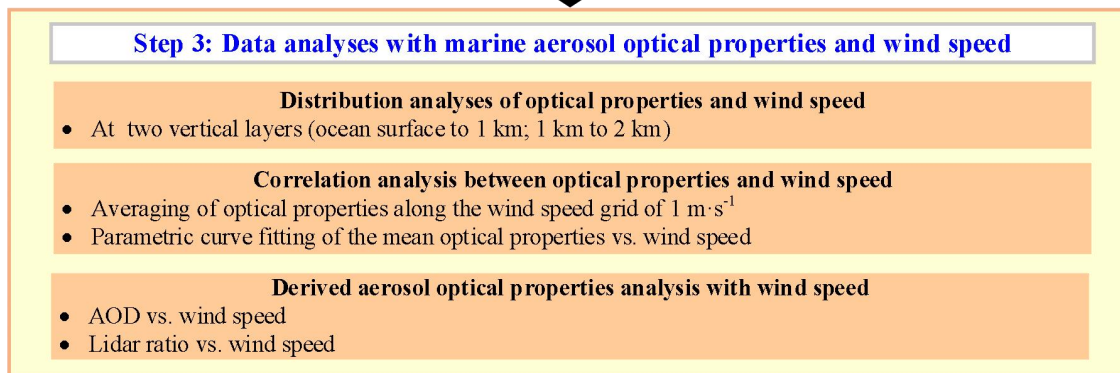 Step 3: Data analyses with marine aerosol optical properties and wind speed
Distribution analyses of optical properties and wind speed
• At two vertical layers (ocean surface to 1 km; 1 km to 2 km)
Correlation analysis between optical properties and wind speed
• Averaging of optical properties along the wind speed grid of 1 m·s⁻¹
• Parametric curve fitting of the mean optical properties vs. wind speed
Derived aerosol optical properties analysis with wind speed
• AOD vs. wind speed
• Lidar ratio vs. wind speed